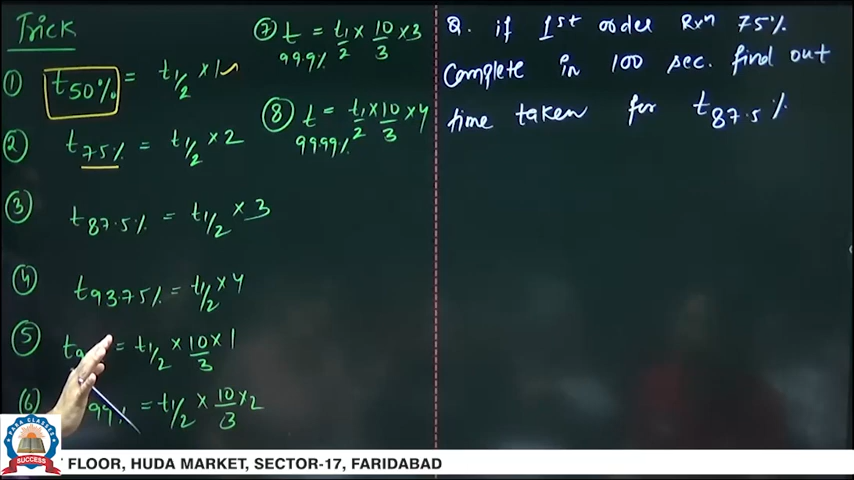 Trick
① t50% = t1/2 × 1
② t75% = t1/2 × 2
③ t87.5% = t1/2 × 3
④ t93.75% = t1/2 × 4
⑤ = t1/2 × 10/3 × 1
⑥ 99% = t1/2 × 10/3 × 2
⑦ t99.9% = t1/2 × 10/3 × 3
⑧ t99.99% = t1/2 × 10/3 × 4
Q. if 1st order Rxn 75%
Complete in 100 sec. find out
time taken for t87.5%
PARA CLASSES
SUCCESS
FLOOR, HUDA MARKET, SECTOR-17, FARIDABAD